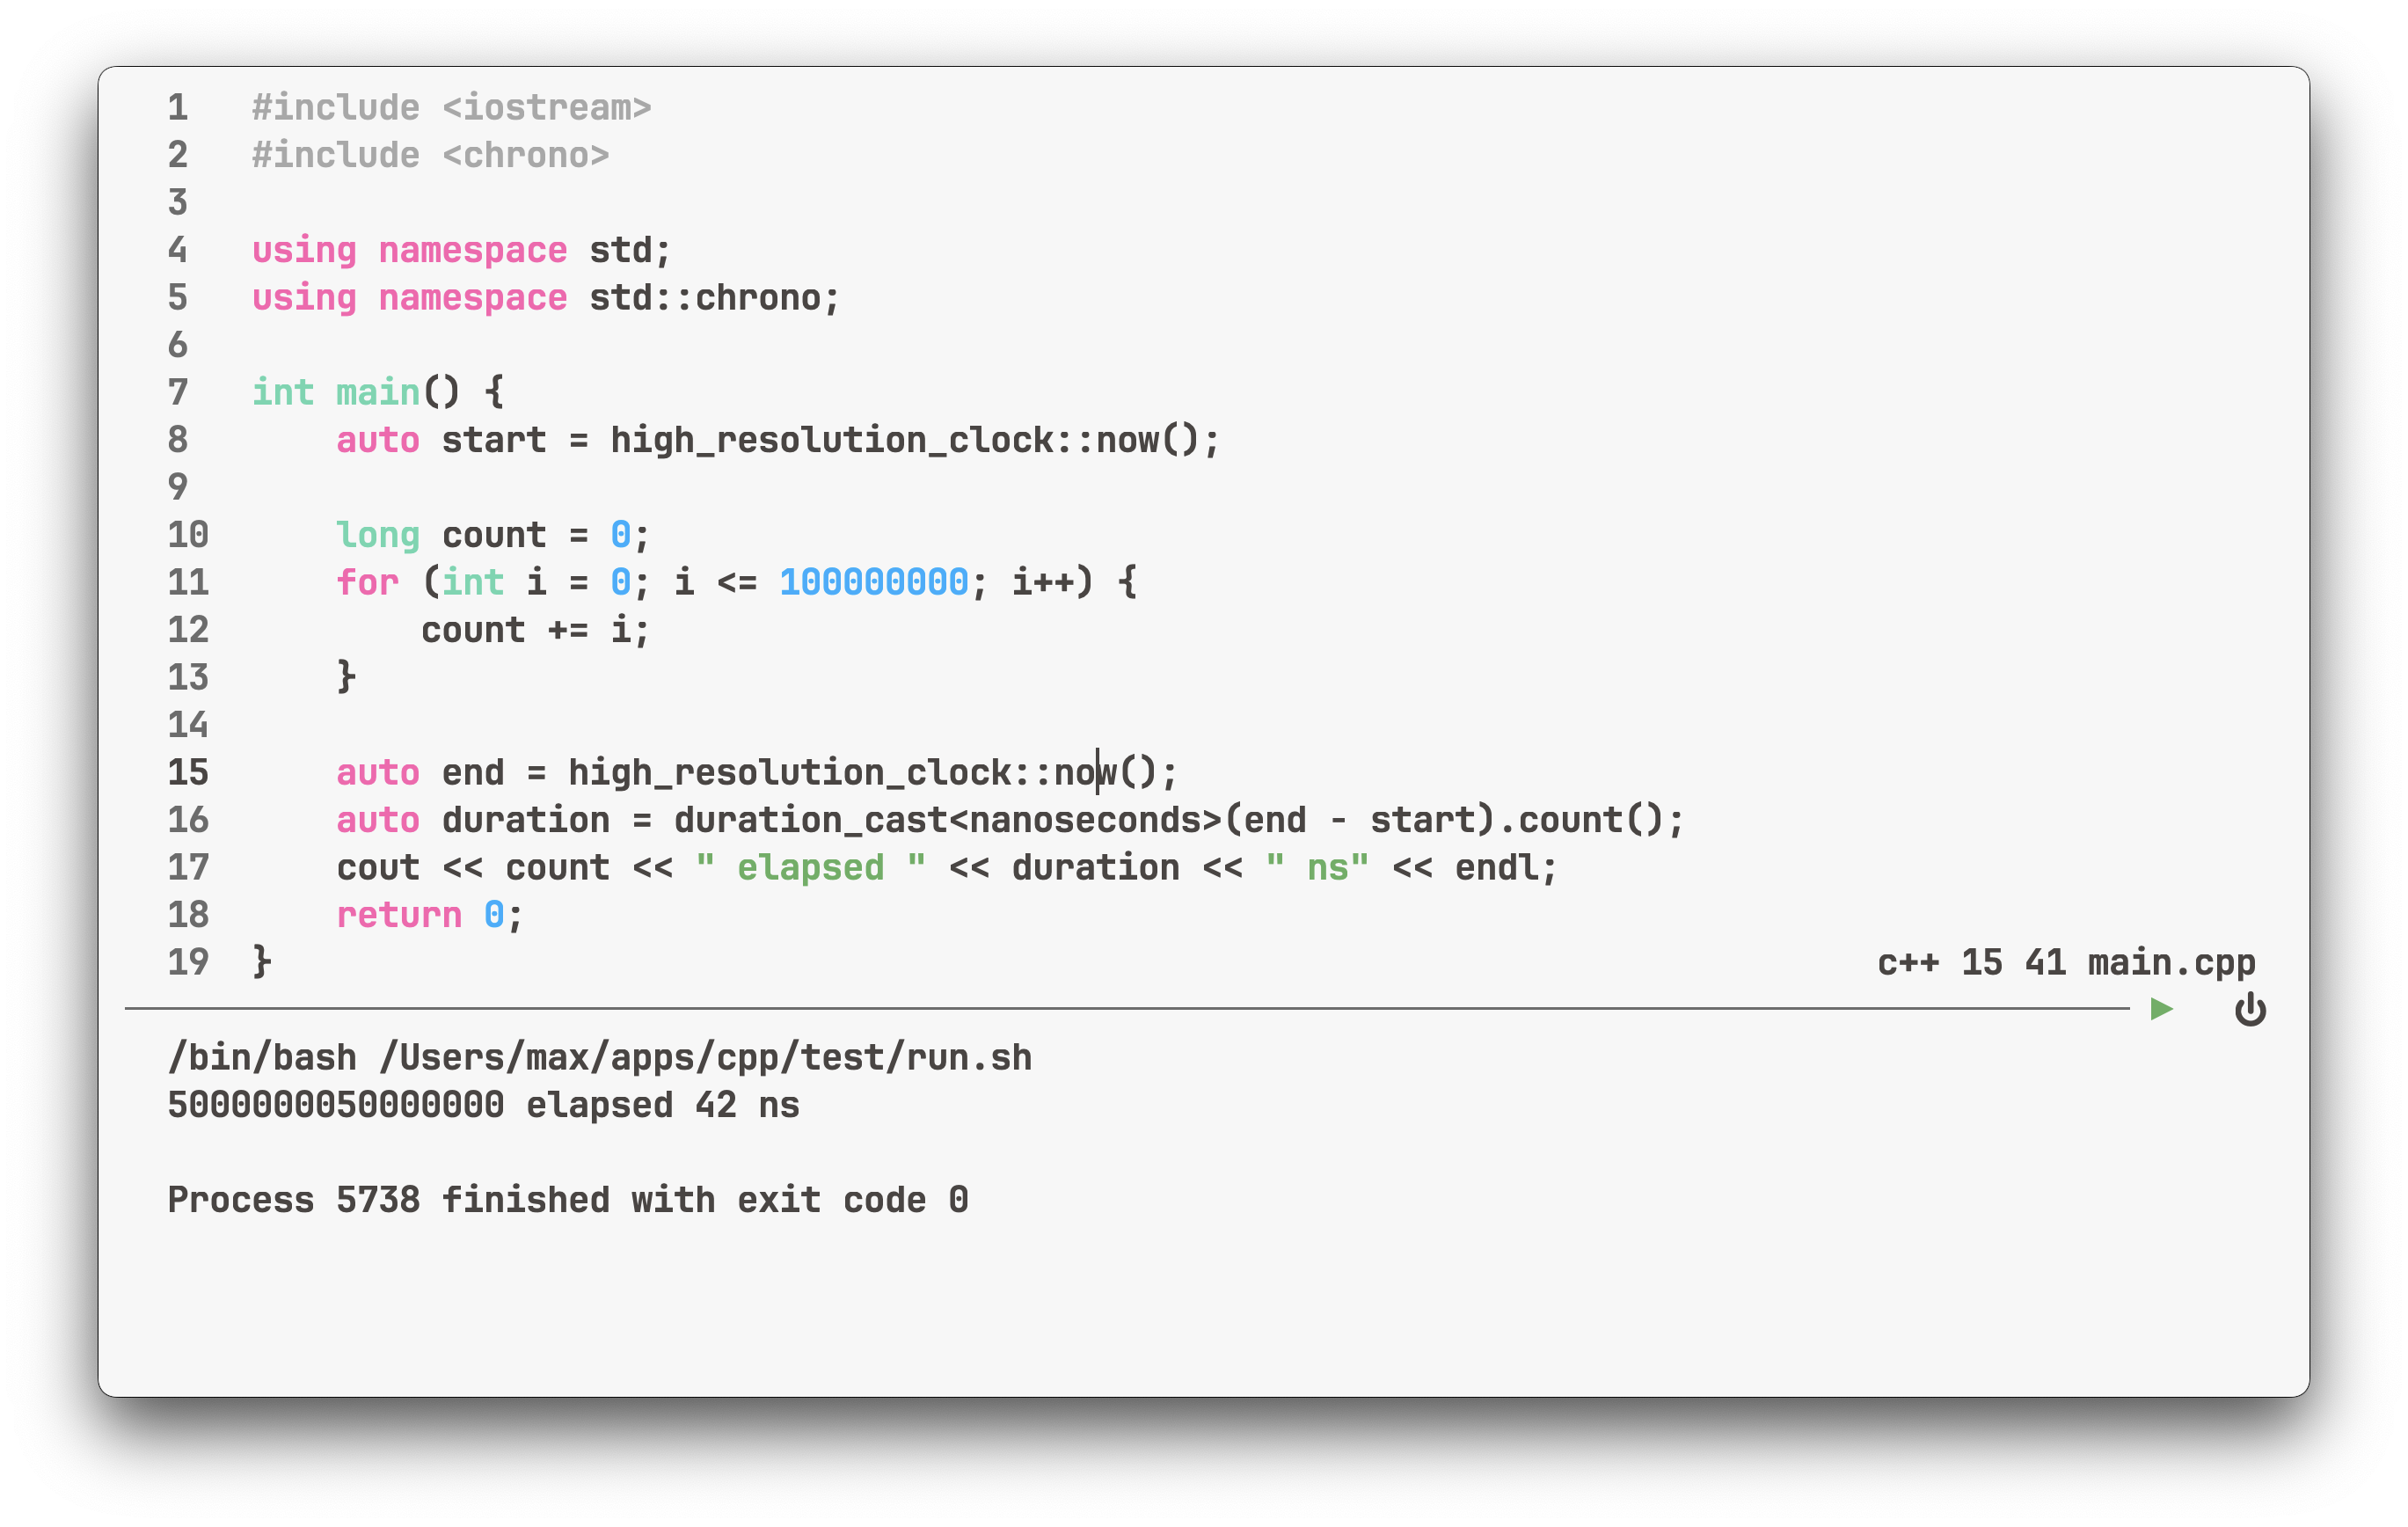 1 #include <iostream>
2 #include <chrono>
3
4 using namespace std;
5 using namespace std::chrono;
6
7 int main() {
8     auto start = high_resolution_clock::now();
9
10     long count = 0;
11     for (int i = 0; i <= 100000000; i++) {
12         count += i;
13     }
14
15     auto end = high_resolution_clock::now();
16     auto duration = duration_cast<nanoseconds>(end - start).count();
17     cout << count << " elapsed " << duration << " ns" << endl;
18     return 0;
19 } c++ 15 41 main.cpp
/bin/bash /Users/max/apps/cpp/test/run.sh
5000000050000000 elapsed 42 ns
Process 5738 finished with exit code 0